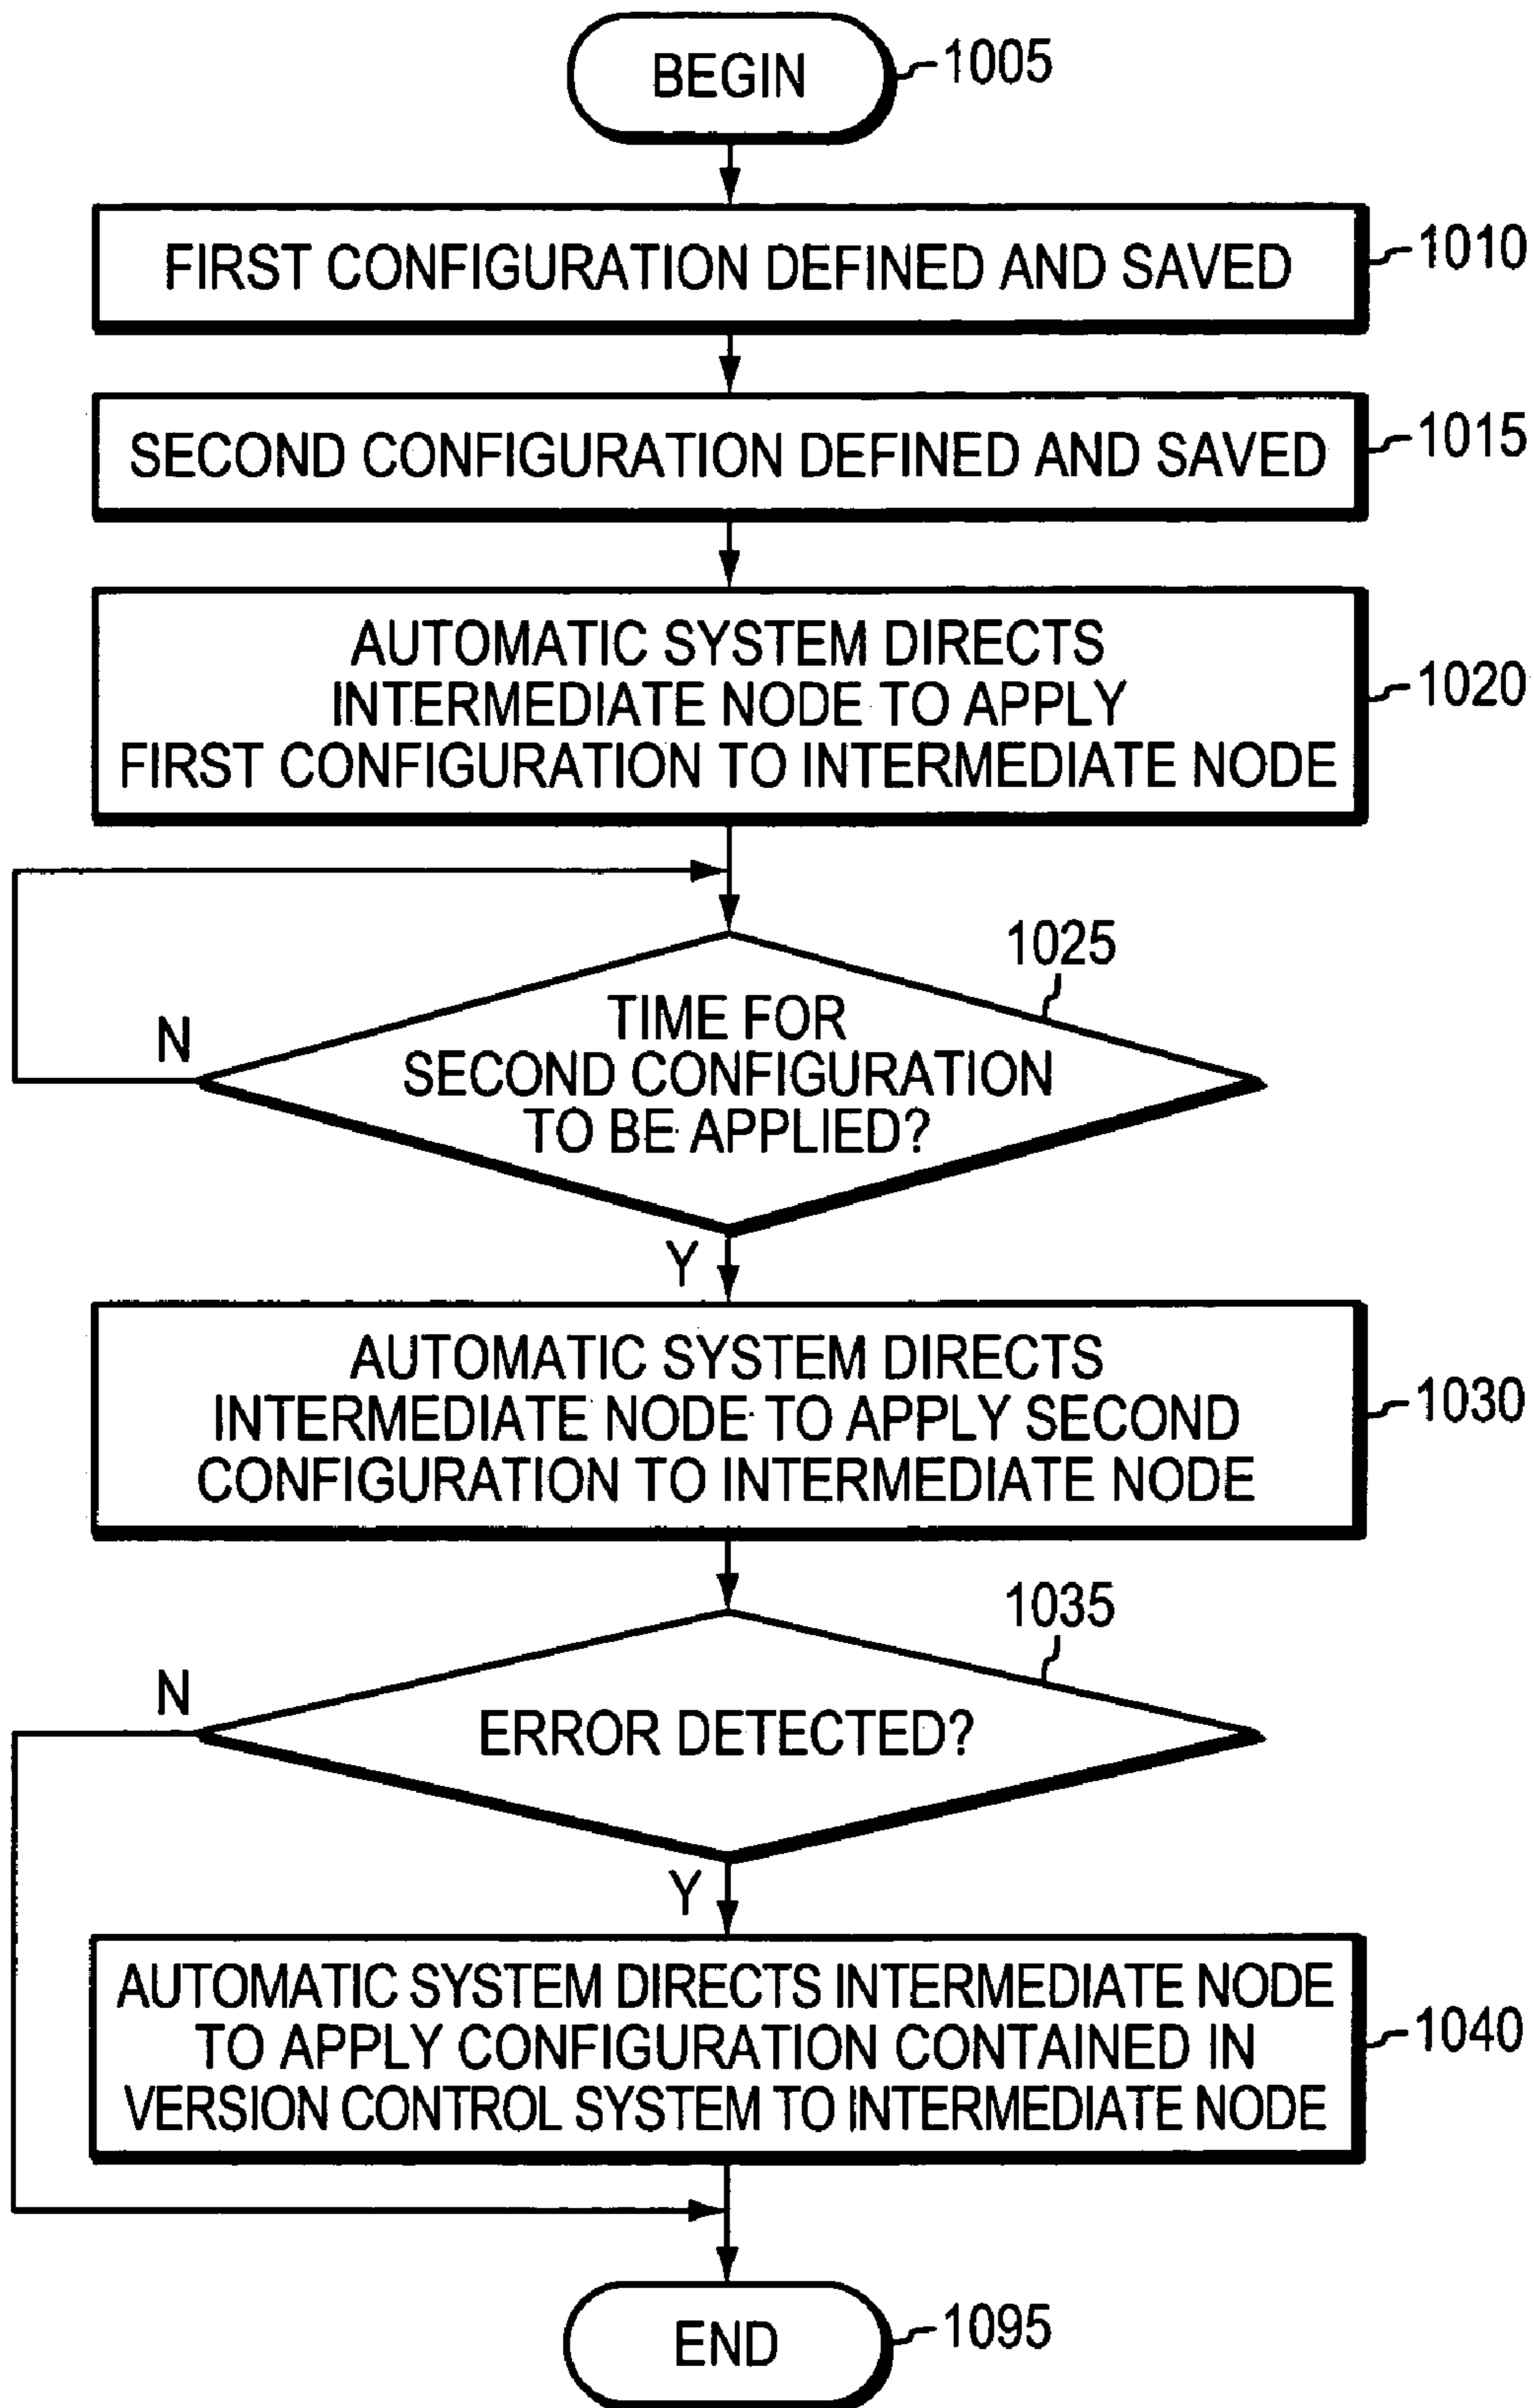 BEGIN
1005
FIRST CONFIGURATION DEFINED AND SAVED
1010
SECOND CONFIGURATION DEFINED AND SAVED
1015
AUTOMATIC SYSTEM DIRECTS
INTERMEDIATE NODE TO APPLY
FIRST CONFIGURATION TO INTERMEDIATE NODE
1020
1025
TIME FOR
SECOND CONFIGURATION
TO BE APPLIED?
N
Y
AUTOMATIC SYSTEM DIRECTS
INTERMEDIATE NODE TO APPLY SECOND
CONFIGURATION TO INTERMEDIATE NODE
1030
1035
N
ERROR DETECTED?
Y
AUTOMATIC SYSTEM DIRECTS INTERMEDIATE NODE
TO APPLY CONFIGURATION CONTAINED IN
VERSION CONTROL SYSTEM TO INTERMEDIATE NODE
1040
END
1095